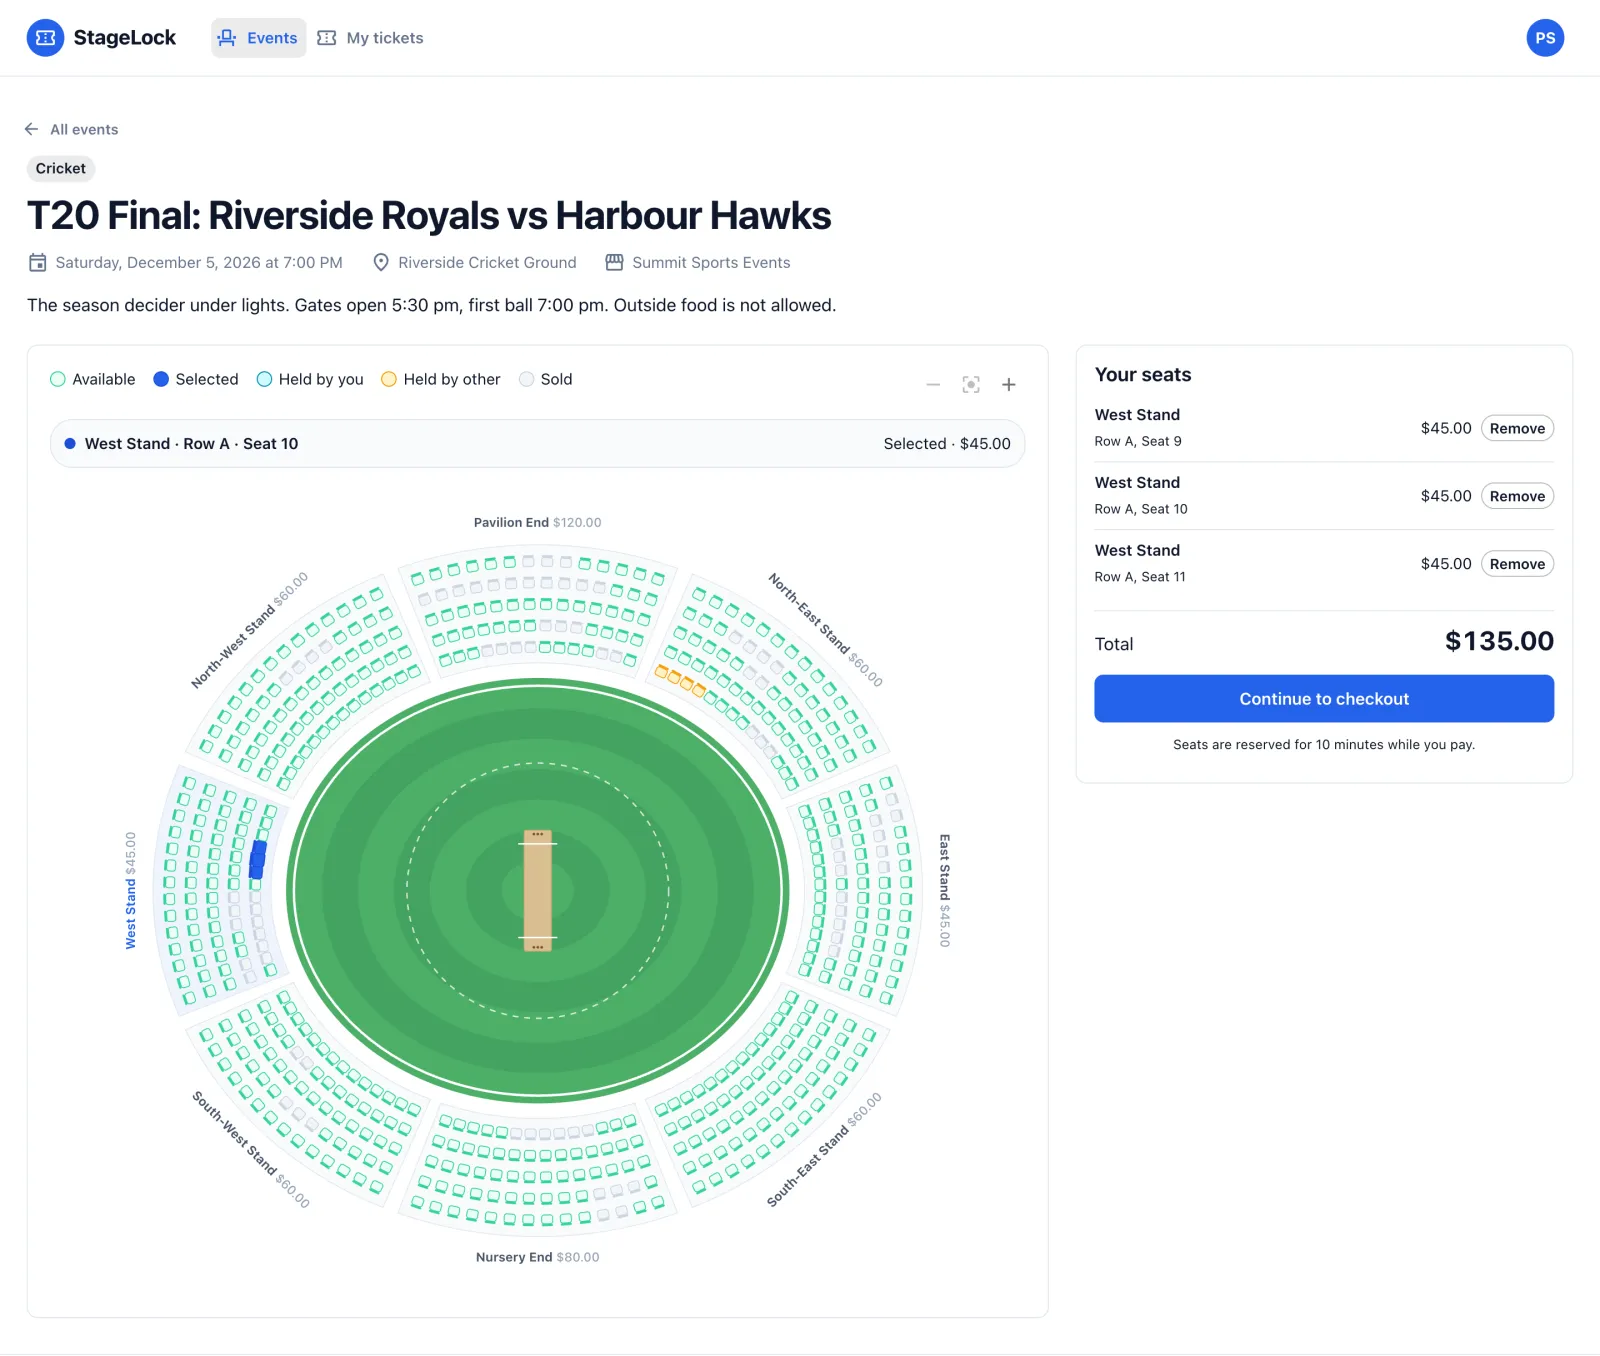 StageLock
Events
My tickets
PS
All events
Cricket
T20 Final: Riverside Royals vs Harbour Hawks
Saturday, December 5, 2026 at 7:00 PM
Riverside Cricket Ground
Summit Sports Events
The season decider under lights. Gates open 5:30 pm, first ball 7:00 pm. Outside food is not allowed.
Available
Selected
Held by you
Held by other
Sold
West Stand · Row A · Seat 10
Selected · $45.00
Pavilion End $120.00
North-West Stand $60.00
North-East Stand $60.00
West Stand $45.00
East Stand $45.00
South-West Stand $60.00
South-East Stand $60.00
Nursery End $80.00
Your seats
West Stand
Row A, Seat 9
$45.00
Remove
West Stand
Row A, Seat 10
$45.00
Remove
West Stand
Row A, Seat 11
$45.00
Remove
Total
$135.00
Continue to checkout
Seats are reserved for 10 minutes while you pay.